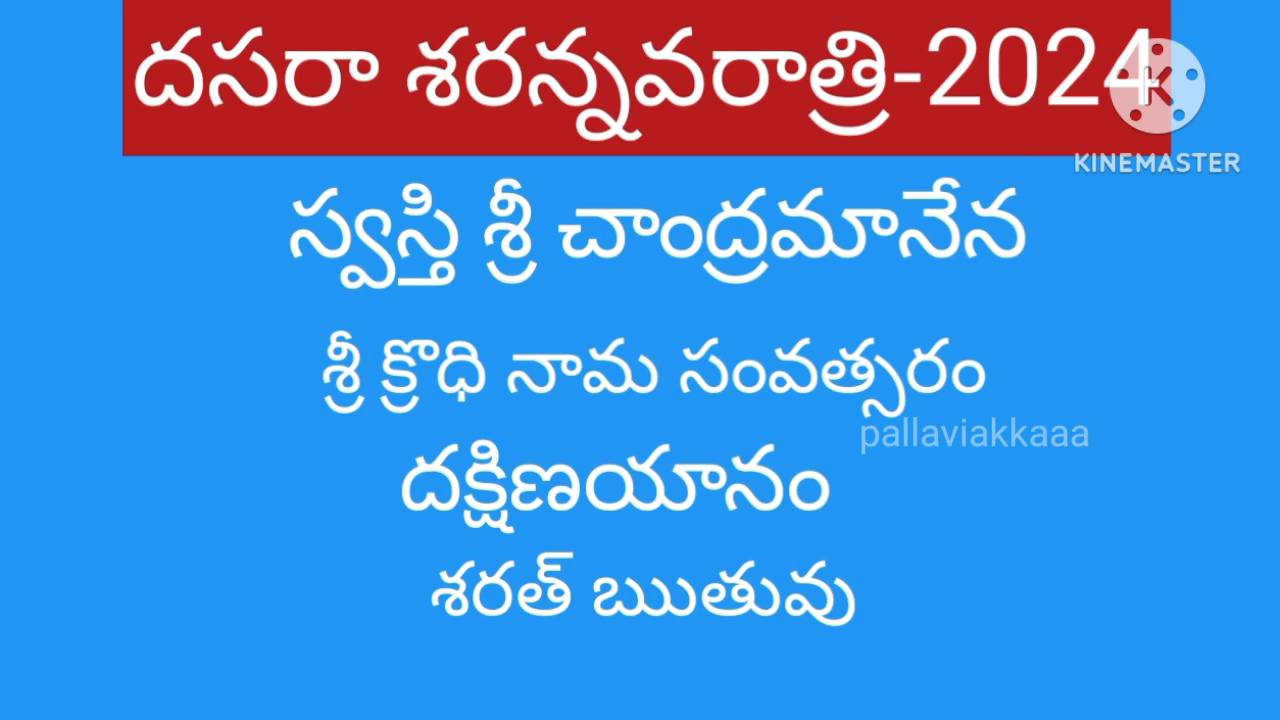 దసరా శరన్నవరాత్రి-2024
KINEMASTER
స్వస్తి శ్రీ చాంద్రమానేన
శ్రీ క్రొధి నామ సంవత్సరం
pallaviakkaaa
దక్షిణయానం
శరత్ ఋతువు